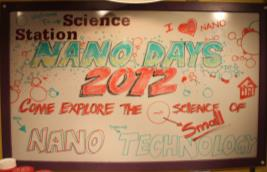 Science
Station
I ♥ NANO
NANO DAYS
2012
COME EXPLORE THE SCIENCE OF
Small
NANO TECHNOLOGY